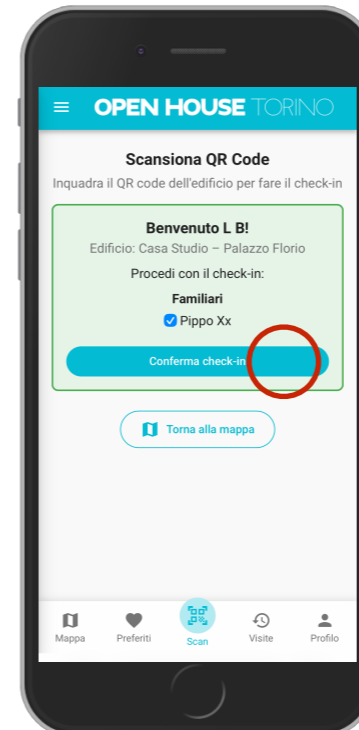 OPEN HOUSE TORINO
Scansiona QR Code
Inquadra il QR code dell'edificio per fare il check-in
Benvenuto L B!
Edificio: Casa Studio – Palazzo Florio
Procedi con il check-in:
Familiari
Pippo Xx
Conferma check-in
Torna alla mappa
Mappa Preferiti Scan Visite Profilo